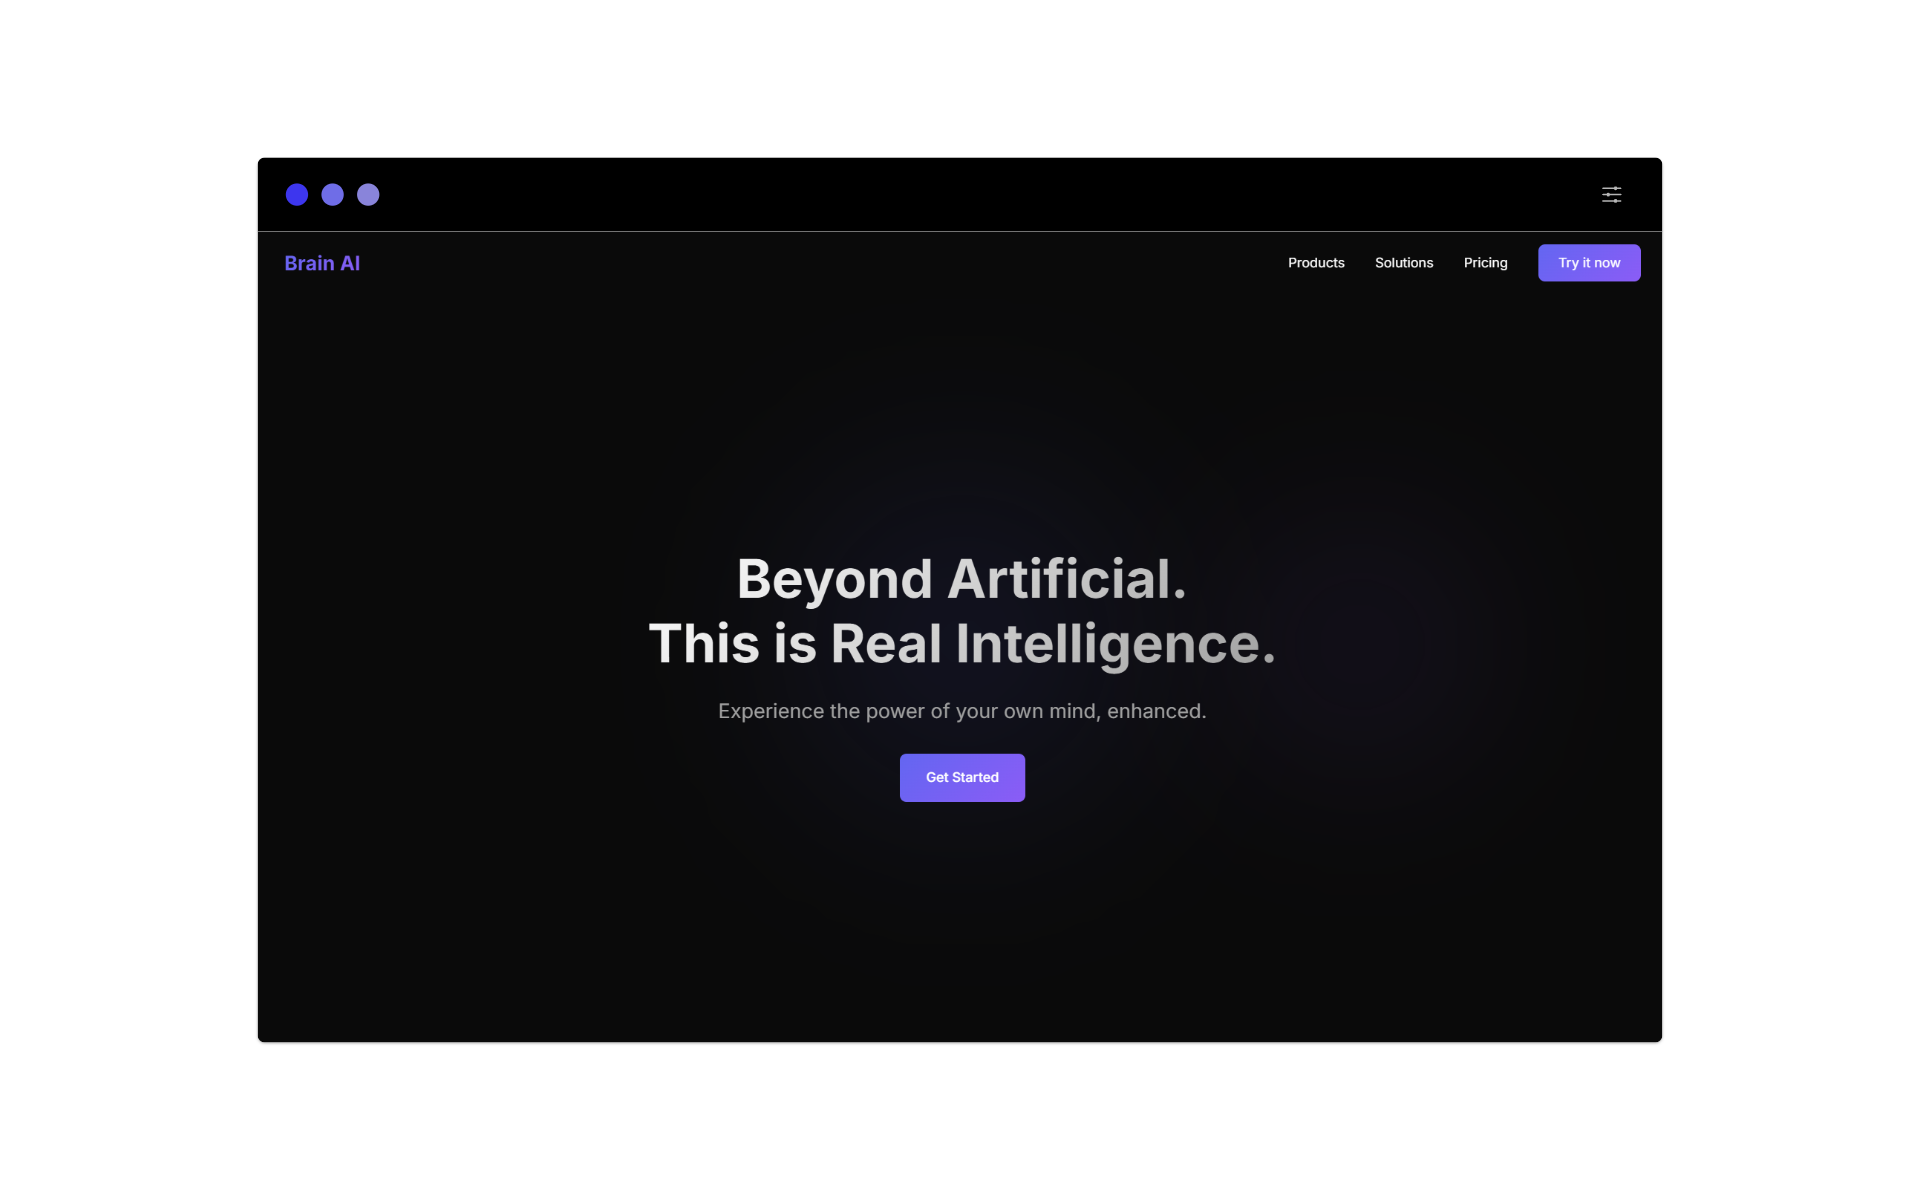 Brain AI
Products Solutions Pricing Try it now
Beyond Artificial.
This is Real Intelligence.
Experience the power of your own mind, enhanced.
Get Started